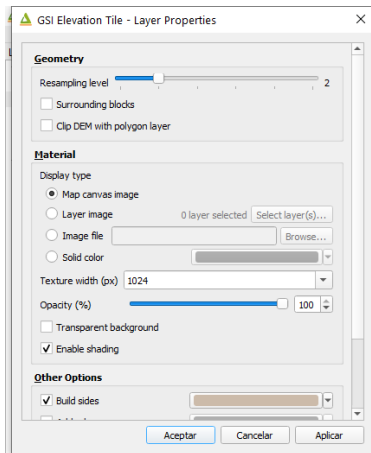 GSI Elevation Tile - Layer Properties
Geometry
Resampling level 2
Surrounding blocks
Clip DEM with polygon layer
Material
Display type
Map canvas image
Layer image 0 layer selected Select layer(s)...
Image file Browse...
Solid color
Texture width (px) 1024
Opacity (%) 100
Transparent background
Enable shading
Other Options
Build sides
Aceptar Cancelar Aplicar